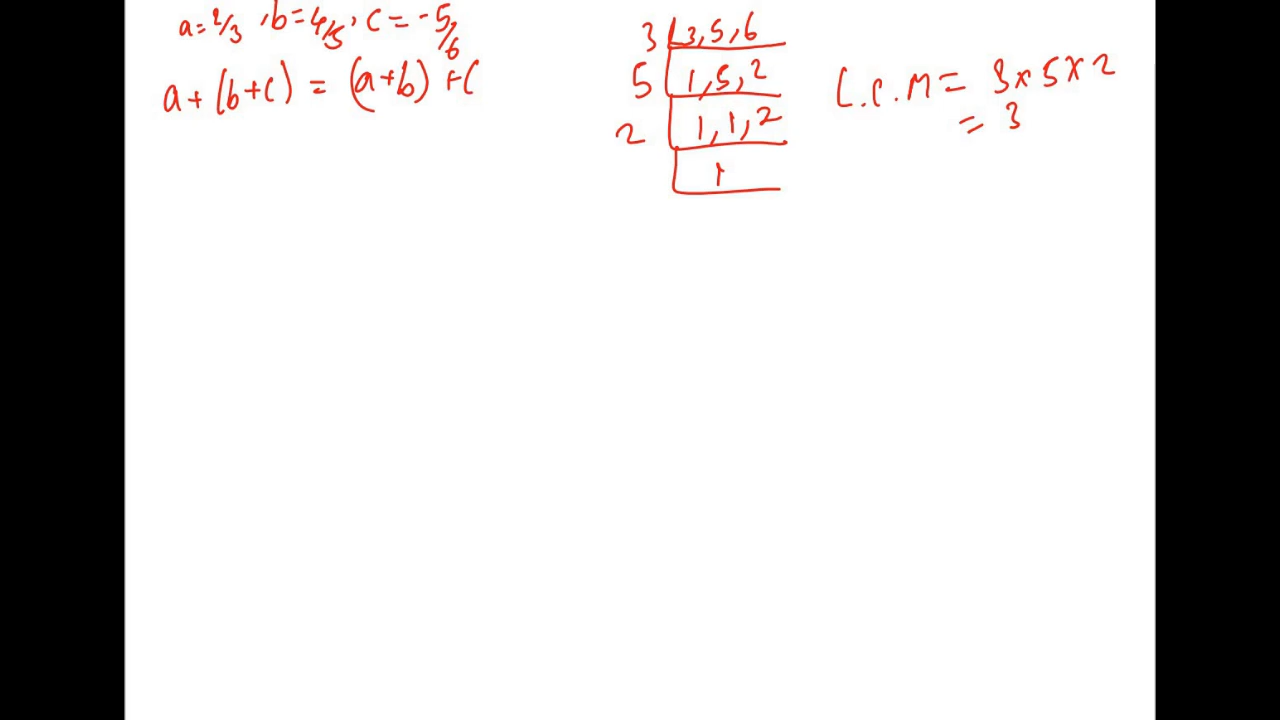 a = 2/3 , b = 4/5 , c = -5/6
a + (b+c) = (a+b) + c
3 3, 5, 6
5 1, 5, 2
2 1, 1, 2
1
L.C.M = 3 x 5 x 2
= 3